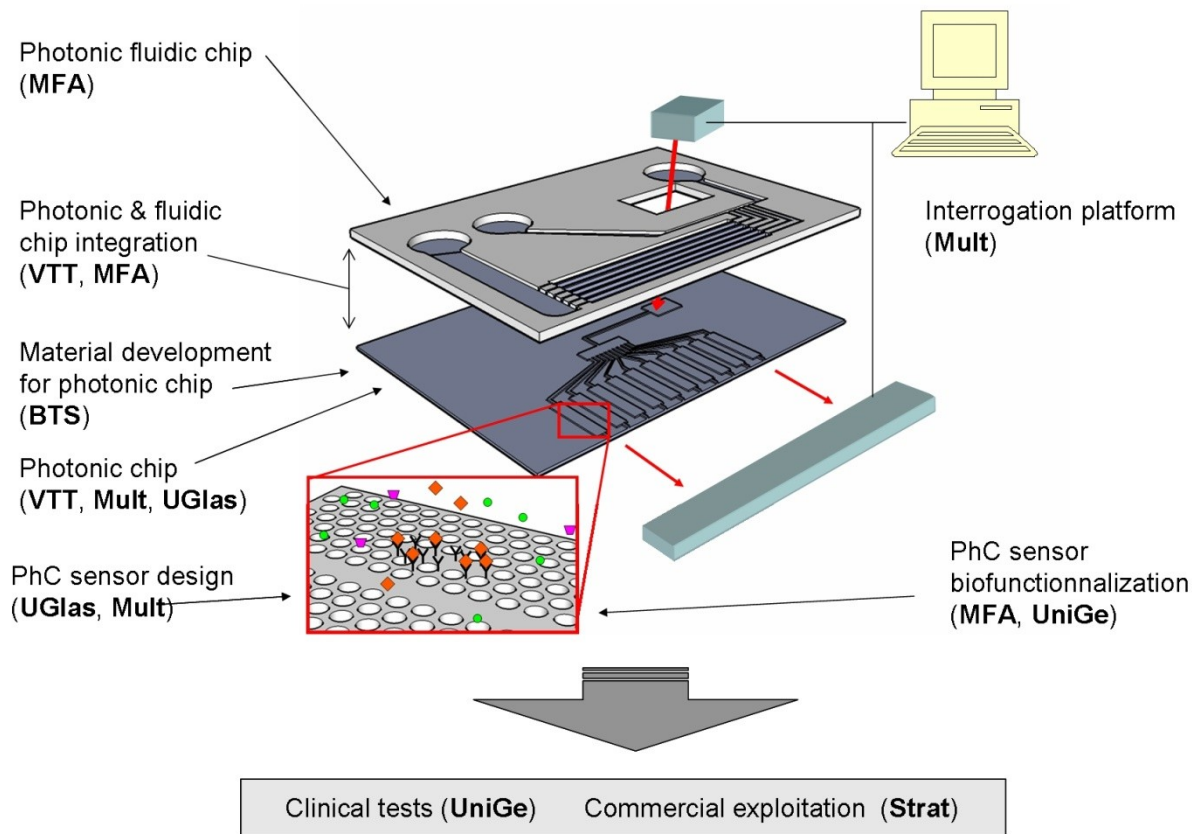 Photonic fluidic chip
(MFA)
Photonic & fluidic
chip integration
(VTT, MFA)
Material development
for photonic chip
(BTS)
Photonic chip
(VTT, Mult, UGlas)
PhC sensor design
(UGlas, Mult)
Interrogation platform
(Mult)
PhC sensor
biofunctionnalization
(MFA, UniGe)
Clinical tests (UniGe) Commercial exploitation (Strat)